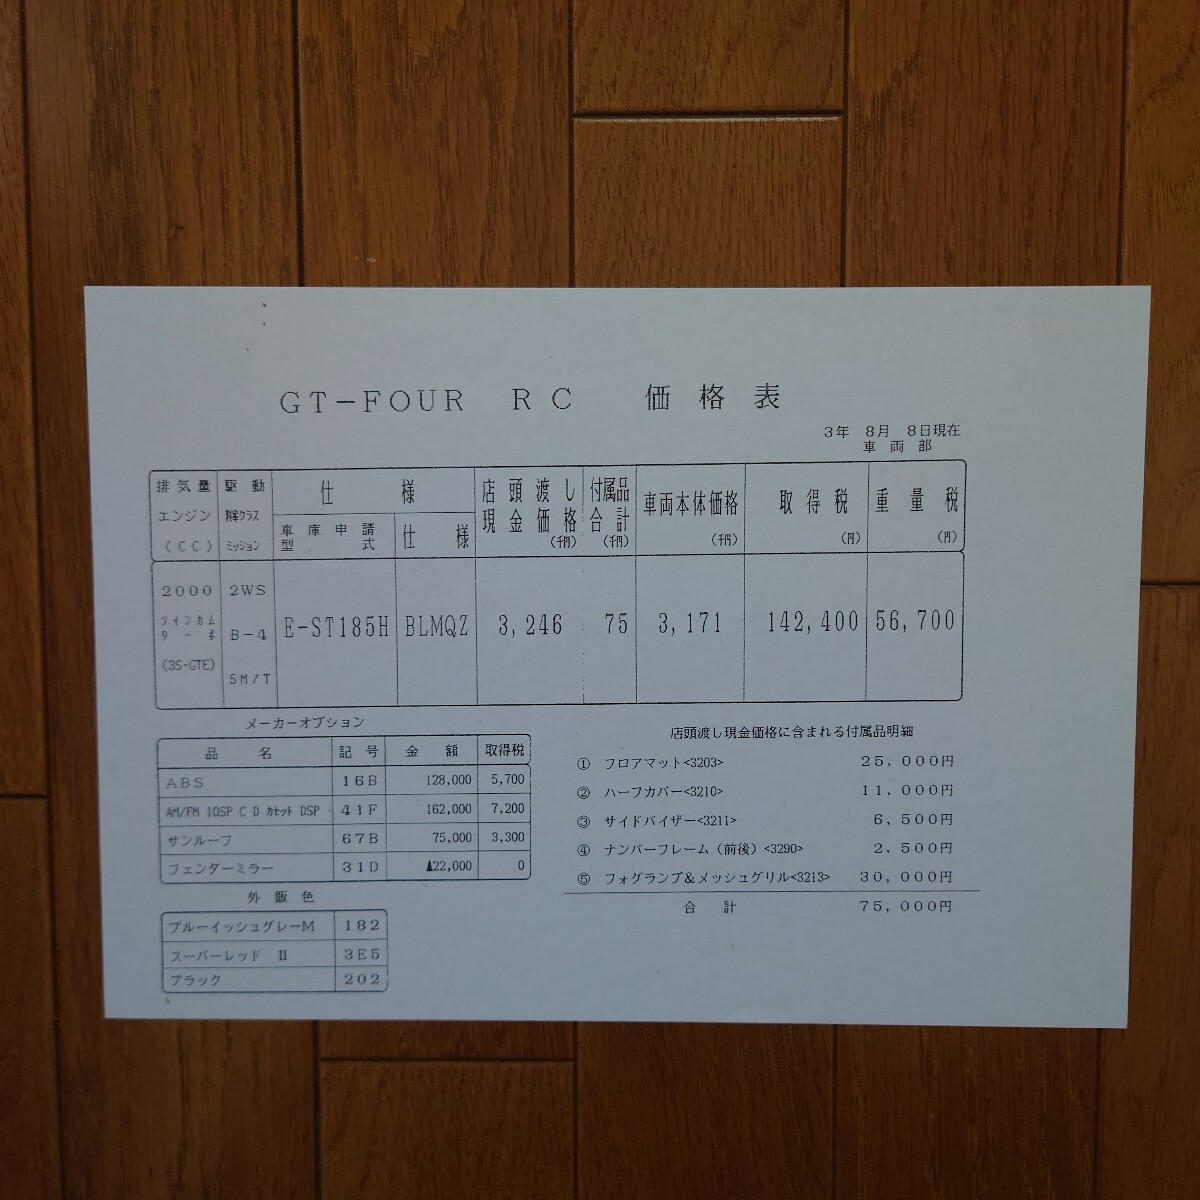 GT-FOUR RC 価格表
3年 8月 8日現在
車両部
排気量 エンジン (CC)
駆動 ミッション
仕様
車庫申請型式
仕様
店頭渡し現金価格 (千円)
付属品合計 (千円)
車両本体価格 (千円)
取得税 (円)
重量税 (円)
2000 ツインカムターボ (3S-GTE)
2WS B-4 5M/T
E-ST185H BLMQZ 3,246 75 3,171 142,400 56,700
メーカーオプション
品名 記号 金額 取得税
ABS 16B 128,000 5,700
AM/FM 10SP CD カセット DSP 41F 162,000 7,200
サンルーフ 67B 75,000 3,300
フェンダーミラー 31D ▲22,000 0
外販色
ブルーイッシュグレーM 182
スーパーレッド Ⅱ 3E5
ブラック 202
店頭渡し現金価格に含まれる付属品明細
① フロアマット<3203> 25,000円
② ハーフカバー<3210> 11,000円
③ サイドバイザー<3211> 6,500円
④ ナンバーフレーム(前後)<3290> 2,500円
⑤ フォグランプ&メッシュグリル<3213> 30,000円
合計 75,000円